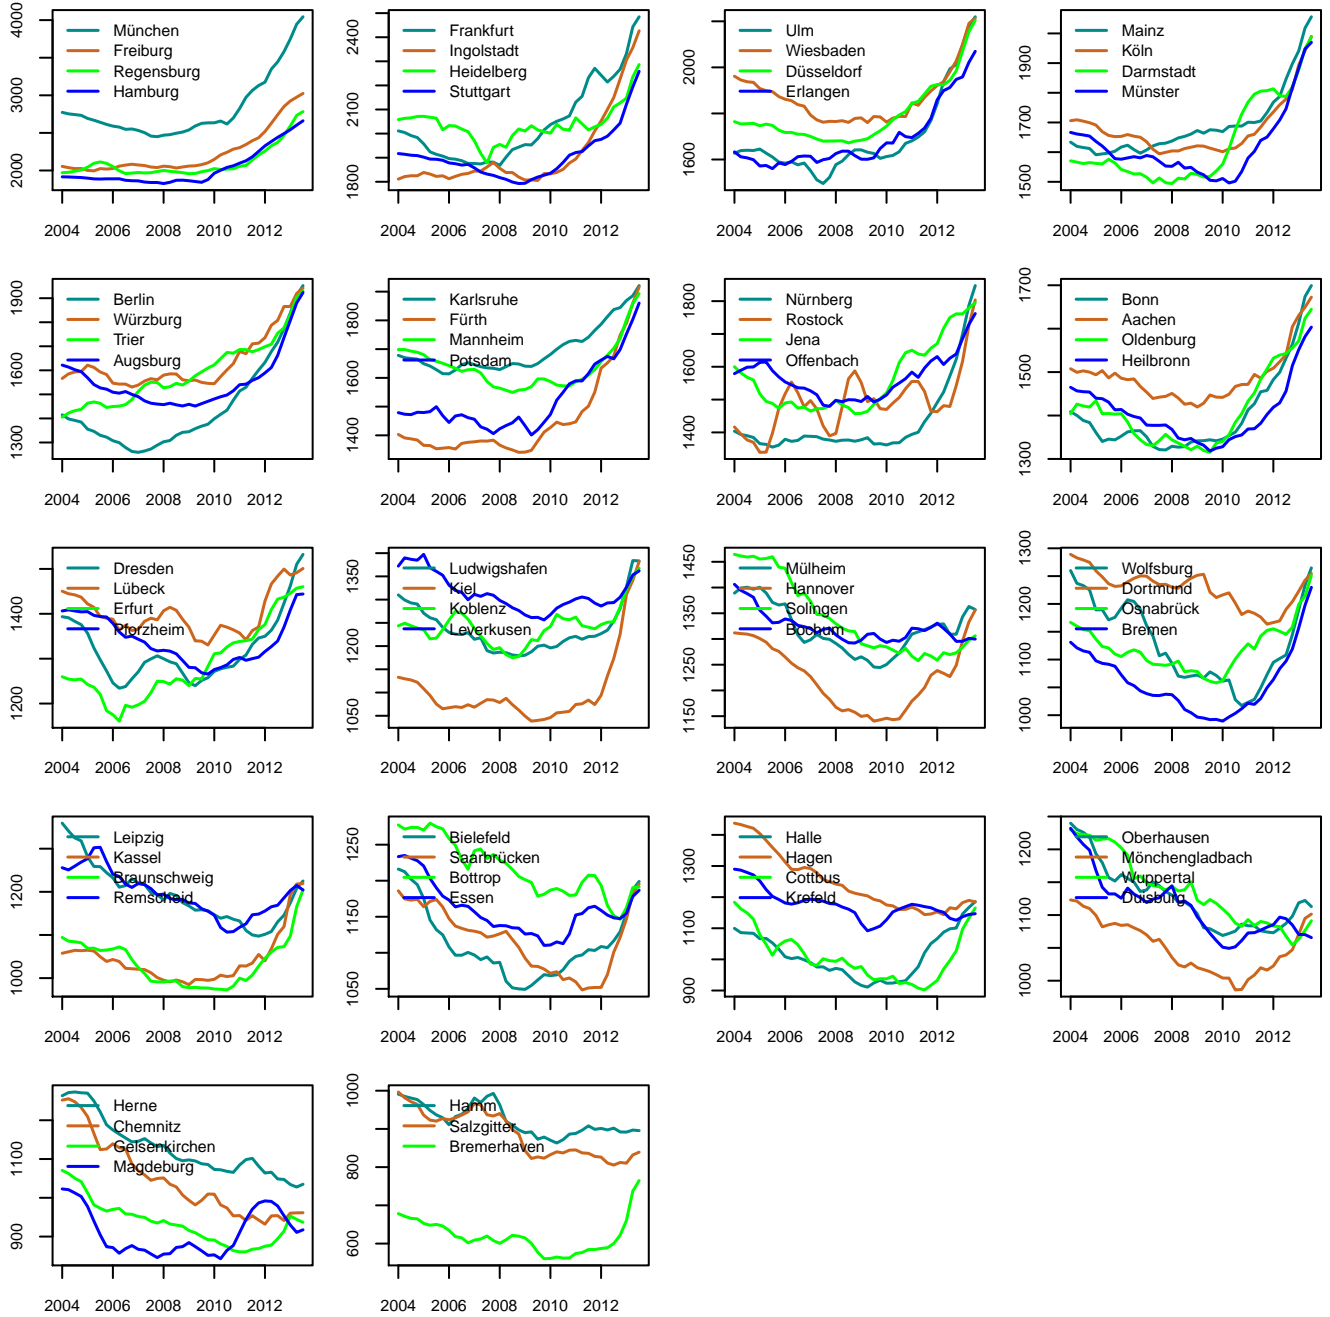 2000 3000 4000
München
Freiburg
Regensburg
Hamburg
2004 2006 2008 2010 2012
1800 2100 2400
Frankfurt
Ingolstadt
Heidelberg
Stuttgart
2004 2006 2008 2010 2012
1600 2000
Ulm
Wiesbaden
Düsseldorf
Erlangen
2004 2006 2008 2010 2012
1500 1700 1900
Mainz
Köln
Darmstadt
Münster
2004 2006 2008 2010 2012
1300 1600 1900
Berlin
Würzburg
Trier
Augsburg
2004 2006 2008 2010 2012
1400 1600 1800
Karlsruhe
Fürth
Mannheim
Potsdam
2004 2006 2008 2010 2012
1400 1600 1800
Nürnberg
Rostock
Jena
Offenbach
2004 2006 2008 2010 2012
1300 1500 1700
Bonn
Aachen
Oldenburg
Heilbronn
2004 2006 2008 2010 2012
1200 1400
Dresden
Lübeck
Erfurt
Pforzheim
2004 2006 2008 2010 2012
1050 1200 1350
Ludwigshafen
Kiel
Koblenz
Leverkusen
2004 2006 2008 2010 2012
1150 1250 1350 1450
Mülheim
Hannover
Solingen
Bochum
2004 2006 2008 2010 2012
1000 1100 1200 1300
Wolfsburg
Dortmund
Osnabrück
Bremen
2004 2006 2008 2010 2012
1000 1200
Leipzig
Kassel
Braunschweig
Remscheid
2004 2006 2008 2010 2012
1050 1150 1250
Bielefeld
Saarbrücken
Bottrop
Essen
2004 2006 2008 2010 2012
900 1100 1300
Halle
Hagen
Cottbus
Krefeld
2004 2006 2008 2010 2012
1000 1100 1200
Oberhausen
Mönchengladbach
Wuppertal
Duisburg
2004 2006 2008 2010 2012
900 1100
Herne
Chemnitz
Gelsenkirchen
Magdeburg
2004 2006 2008 2010 2012
600 800 1000
Hamm
Salzgitter
Bremerhaven
2004 2006 2008 2010 2012